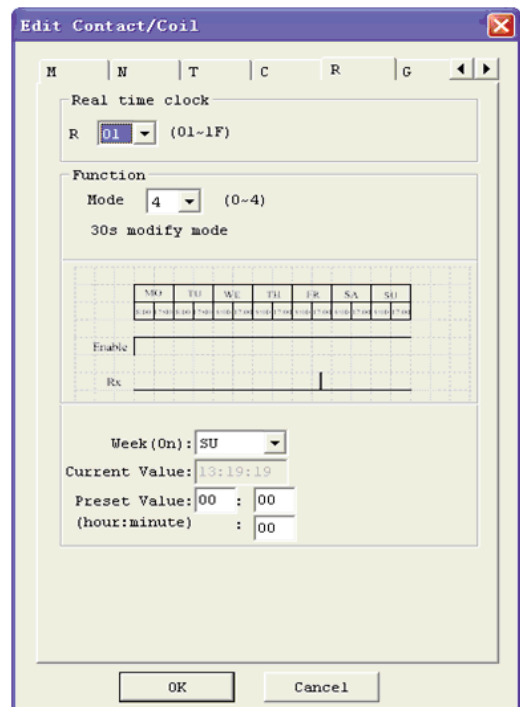 Edit Contact/Coil
M N T C R G
Real time clock
R 01 (01~1F)
Function
Mode 4 (0~4)
30s modify mode
MO TU WE TH FR SA SU
Enable
Rx
Week(On): SU
Current Value: 13:19:19
Preset Value: 00 : 00
(hour:minute) : 00
OK Cancel